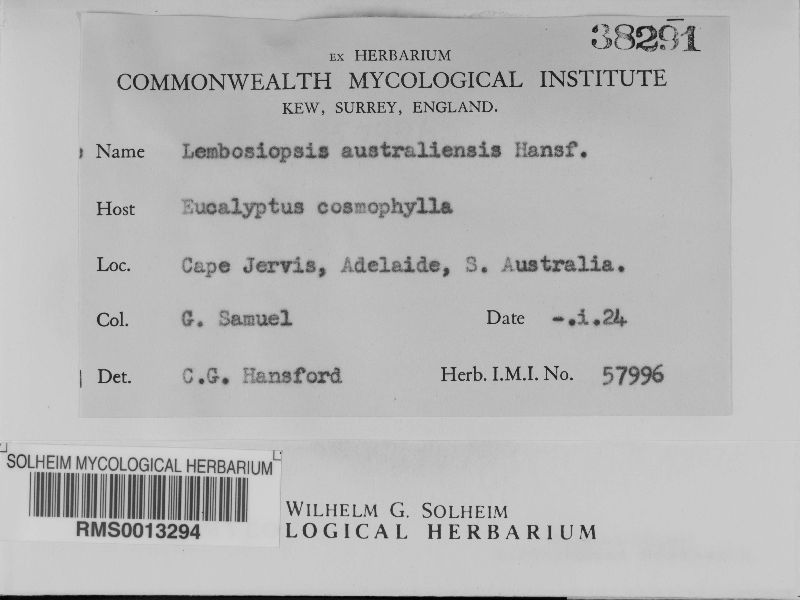 38291
EX HERBARIUM
COMMONWEALTH MYCOLOGICAL INSTITUTE
KEW, SURREY, ENGLAND.
Name Lembosiopsis australiensis Hansf.
Host Eucalyptus cosmophylla
Loc. Cape Jervis, Adelaide, S. Australia.
Col. G. Samuel Date -.i.24
Det. C.G. Hansford Herb. I.M.I. No. 57996
SOLHEIM MYCOLOGICAL HERBARIUM
RMS0013294
WILHELM G. SOLHEIM
LOGICAL HERBARIUM